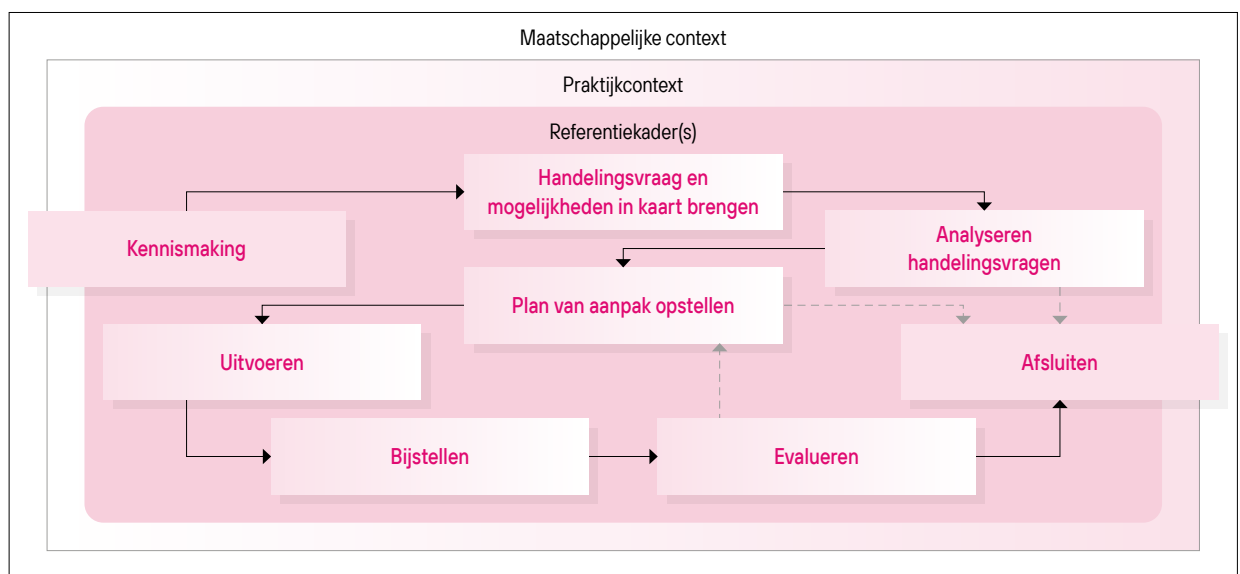 Maatschappelijke context
Praktijkcontext
Referentiekader(s)
Handelingsvraag en
mogelijkheden in kaart brengen
Kennismaking
Analyseren
handelingsvragen
Plan van aanpak opstellen
Uitvoeren
Afsluiten
Bijstellen
Evalueren